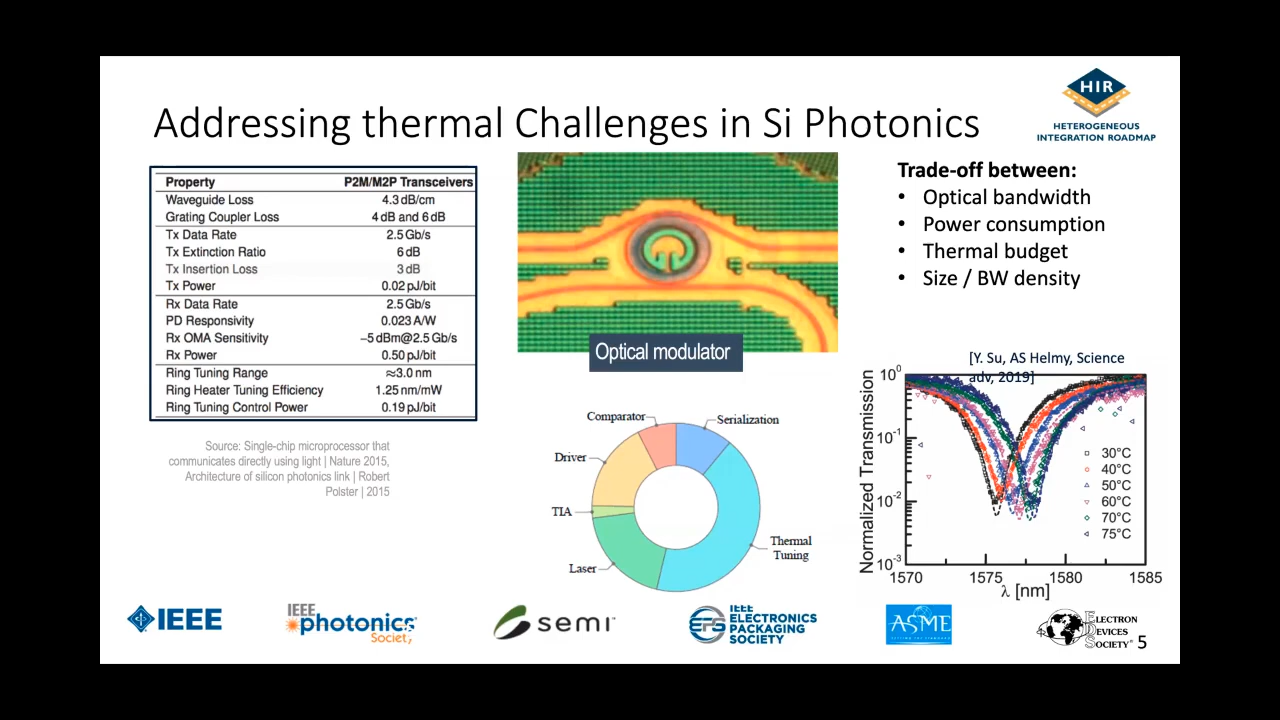 Addressing thermal Challenges in Si Photonics
HIR
HETEROGENEOUS
INTEGRATION ROADMAP
Property P2M/M2P Transceivers
Waveguide Loss 4.3 dB/cm
Grating Coupler Loss 4 dB and 6 dB
Tx Data Rate 2.5 Gb/s
Tx Extinction Ratio 6 dB
Tx Insertion Loss 3 dB
Tx Power 0.02 pJ/bit
Rx Data Rate 2.5 Gb/s
PD Responsivity 0.023 A/W
Rx OMA Sensitivity −5 dBm@2.5 Gb/s
Rx Power 0.50 pJ/bit
Ring Tuning Range ≈3.0 nm
Ring Heater Tuning Efficiency 1.25 nm/mW
Ring Tuning Control Power 0.19 pJ/bit
Source: Single-chip microprocessor that
communicates directly using light | Nature 2015,
Architecture of silicon photonics link | Robert
Polster | 2015
Optical modulator
Comparator
Serialization
Driver
TIA
Thermal
Tuning
Laser
Trade-off between:
• Optical bandwidth
• Power consumption
• Thermal budget
• Size / BW density
[Y. Su, AS Helmy, Science
adv, 2019]
Normalized Transmission
10⁰
10⁻¹
10⁻²
10⁻³
30°C
40°C
50°C
60°C
70°C
75°C
1570 1575 1580 1585
λ [nm]
IEEE
IEEE
photonics
Society
semi™
EPS
IEEE
ELECTRONICS
PACKAGING
SOCIETY
ASME
SETTING THE STANDARD
ELECTRON
DEVICES
SOCIETY®
5